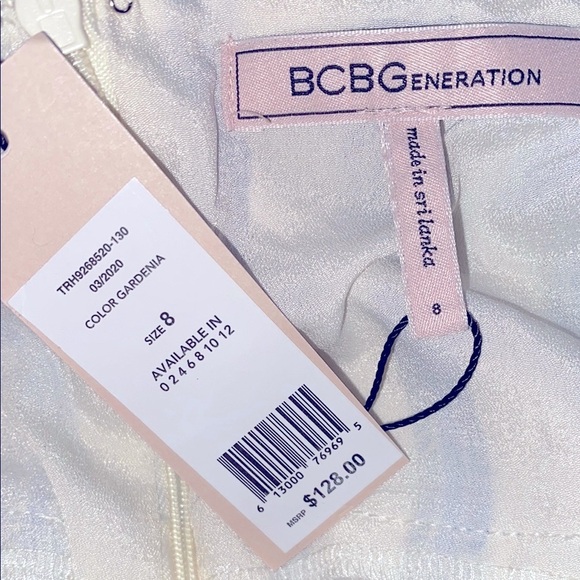 BCBGENERATION
made in sri lanka
8
TRH9268520-130
03/2020
COLOR GARDENIA
SIZE 8
AVAILABLE IN
0 2 4 6 8 10 12
6 13000 76969 5
MSRP $128.00